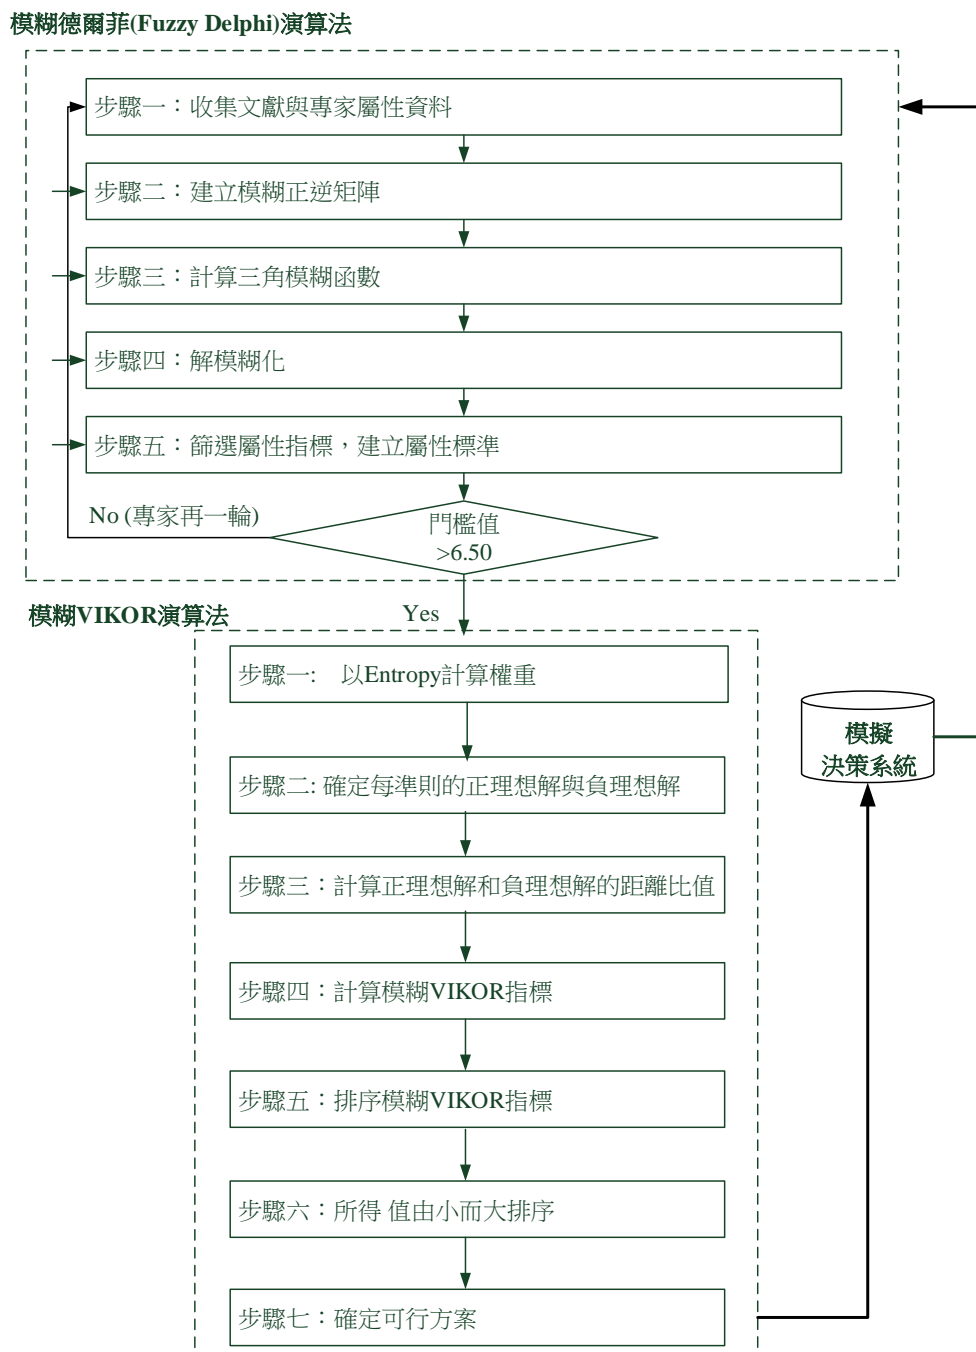 模糊德爾菲(Fuzzy Delphi)演算法
步驟一：收集文獻與專家屬性資料
步驟二：建立模糊正逆矩陣
步驟三：計算三角模糊函數
步驟四：解模糊化
步驟五：篩選屬性指標，建立屬性標準
No (專家再一輪)
門檻值
>6.50
Yes
模糊VIKOR演算法
步驟一: 以Entropy計算權重
步驟二: 確定每準則的正理想解與負理想解
步驟三：計算正理想解和負理想解的距離比值
步驟四：計算模糊VIKOR指標
步驟五：排序模糊VIKOR指標
步驟六：所得 值由小而大排序
步驟七：確定可行方案
模擬
決策系統